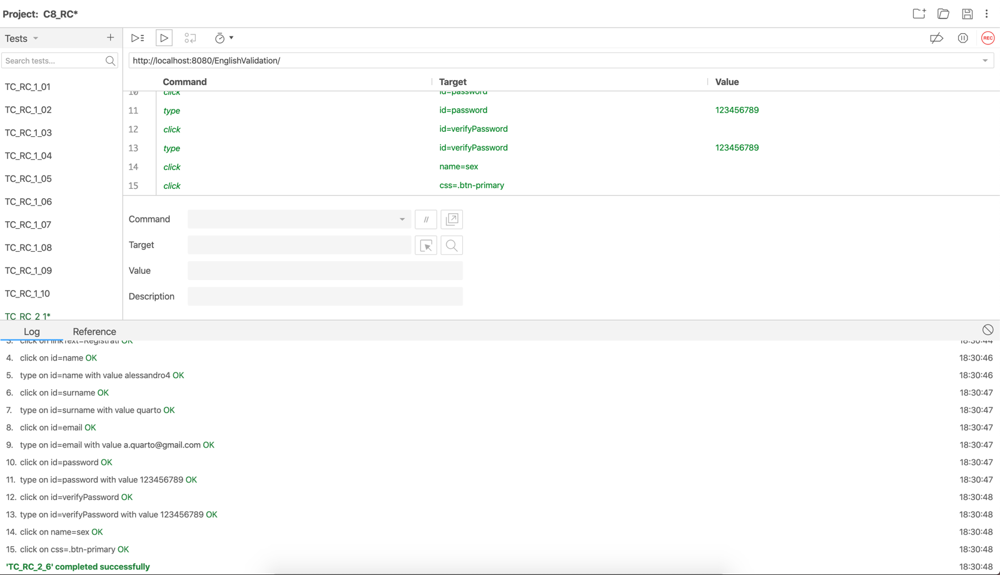 Project: C8_RC*
Tests
REC
Search tests...
http://localhost:8080/EnglishValidation/
Command Target Value
10 click id=password
11 type id=password 123456789
12 click id=verifyPassword
13 type id=verifyPassword 123456789
14 click name=sex
15 click css=.btn-primary
TC_RC_1_01
TC_RC_1_02
TC_RC_1_03
TC_RC_1_04
TC_RC_1_05
TC_RC_1_06
TC_RC_1_07
TC_RC_1_08
TC_RC_1_09
TC_RC_1_10
TC_RC_2_1*
Command
//
Target
Value
Description
Log Reference
3. click on linkText=Registrati OK 18:30:44
4. click on id=name OK 18:30:46
5. type on id=name with value alessandro4 OK 18:30:46
6. click on id=surname OK 18:30:47
7. type on id=surname with value quarto OK 18:30:47
8. click on id=email OK 18:30:47
9. type on id=email with value a.quarto@gmail.com OK 18:30:47
10. click on id=password OK 18:30:47
11. type on id=password with value 123456789 OK 18:30:47
12. click on id=verifyPassword OK 18:30:48
13. type on id=verifyPassword with value 123456789 OK 18:30:48
14. click on name=sex OK 18:30:48
15. click on css=.btn-primary OK 18:30:48
'TC_RC_2_6' completed successfully 18:30:48